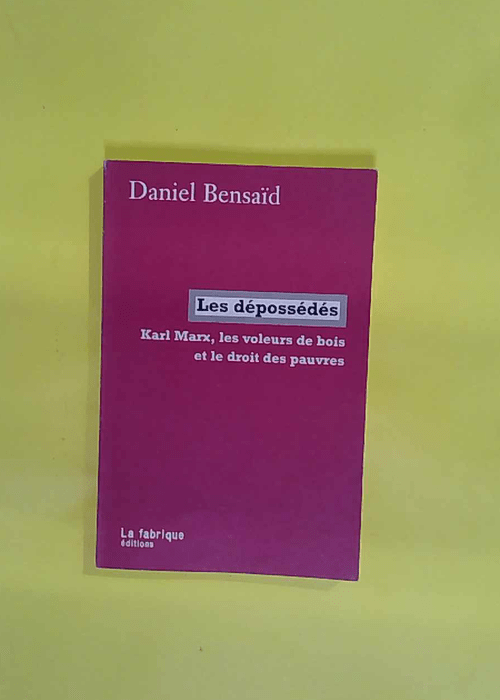 Daniel Bensaïd
Les dépossédés
Karl Marx, les voleurs de bois
et le droit des pauvres
La fabrique
éditions